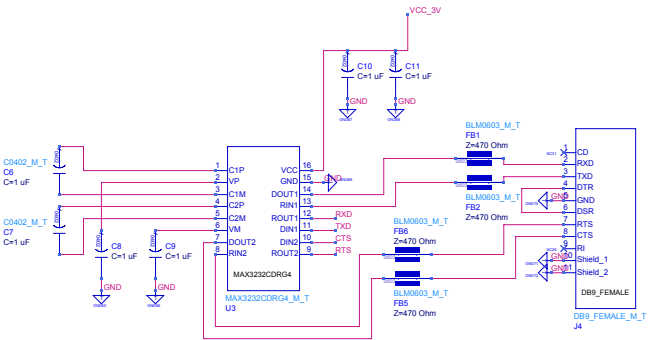 VCC_3V
C10
C=1 uF
C11
C=1 uF
GND
GND
C0402_M_T
C6
C=1 uF
C0402_M_T
C7
C=1 uF
C8
C=1 uF
C9
C=1 uF
GND
GND
1 C1P VCC 16
2 VP GND 15 GND
3 C1M DOUT1 14
4 C2P RIN1 13
5 C2M ROUT1 12 RXD
6 VM DIN1 11 TXD
7 DOUT2 DIN2 10 CTS
8 RIN2 ROUT2 9 RTS
MAX3232CDRG4
MAX3232CDRG4_M_T
U3
BLM0603_M_T
FB1
Z=470 Ohm
BLM0603_M_T
FB2
Z=470 Ohm
BLM0603_M_T
FB6
Z=470 Ohm
BLM0603_M_T
FB5
Z=470 Ohm
1 CD
2 RXD
3 TXD
4 DTR
GND 5 GND
6 DSR
7 RTS
8 CTS
9 RI
GND 10 Shield_1
GND 11 Shield_2
DB9_FEMALE
DB9_FEMALE_M_T
J4